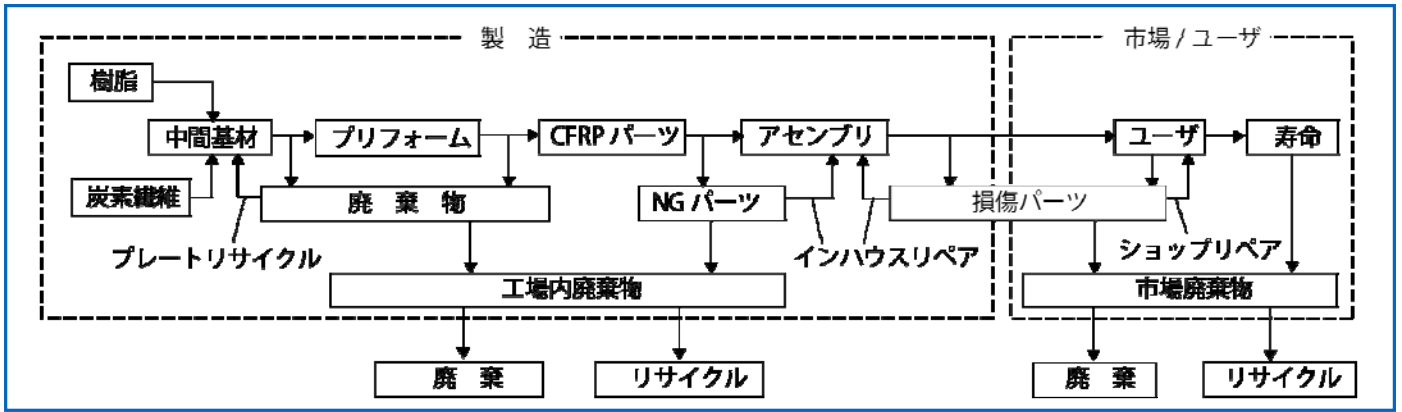 製 造
市場 / ユーザ
樹脂
中間基材
プリフォーム
CFRP パーツ
アセンブリ
ユーザ
寿命
炭素繊維
廃 棄 物
NG パーツ
損傷パーツ
プレートリサイクル
インハウスリペア
ショップリペア
工場内廃棄物
市場廃棄物
廃 棄
リサイクル
廃 棄
リサイクル